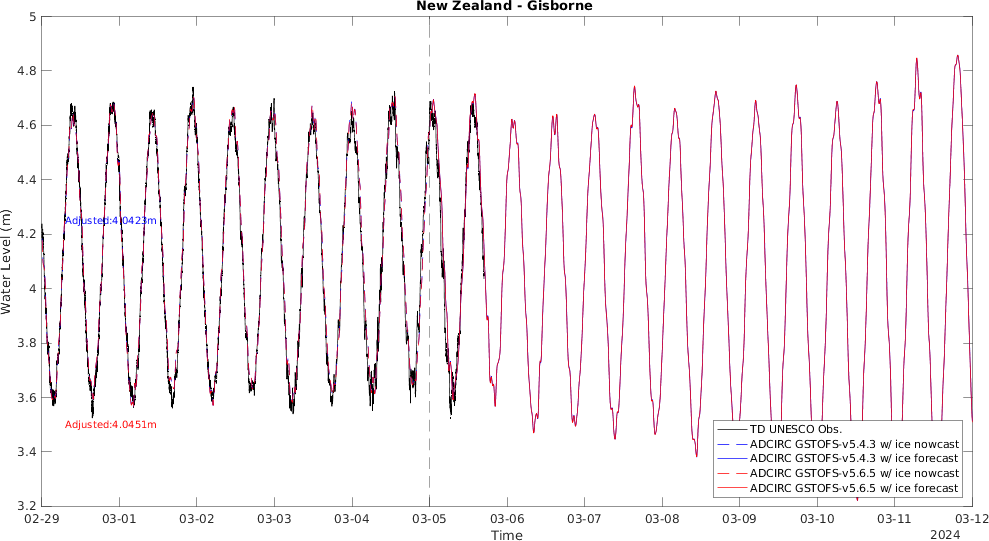 New Zealand - Gisborne
5
4.8
4.6
4.4
4.2
4
3.8
3.6
3.4
3.2
Water Level (m)
Adjusted:4.0423m
Adjusted:4.0451m
TD UNESCO Obs.
ADCIRC GSTOFS-v5.4.3 w/ ice nowcast
ADCIRC GSTOFS-v5.4.3 w/ ice forecast
ADCIRC GSTOFS-v5.6.5 w/ ice nowcast
ADCIRC GSTOFS-v5.6.5 w/ ice forecast
02-29 03-01 03-02 03-03 03-04 03-05 03-06 03-07 03-08 03-09 03-10 03-11 03-12
Time
2024